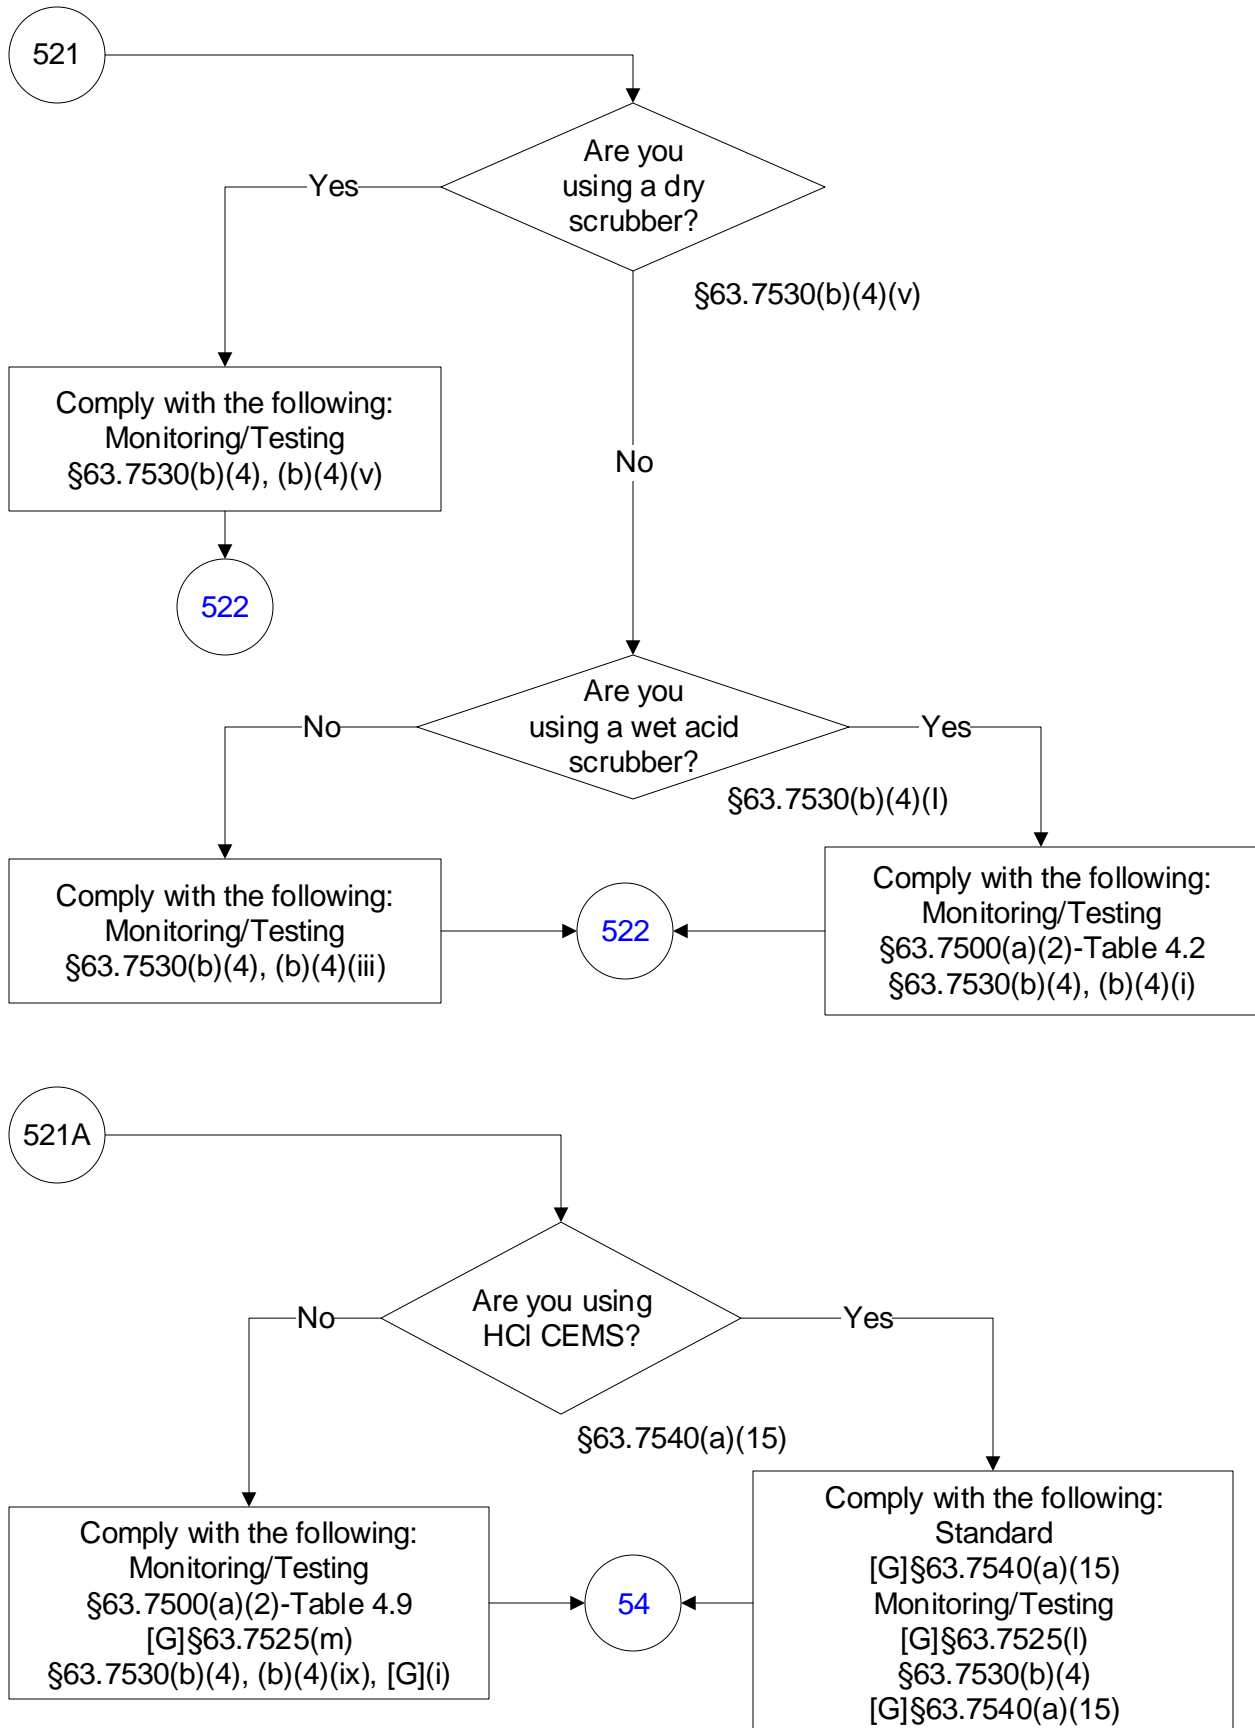 521
Are you
using a dry
scrubber?
Yes
§63.7530(b)(4)(v)
Comply with the following:
Monitoring/Testing
§63.7530(b)(4), (b)(4)(v)
No
522
Are you
using a wet acid
scrubber?
No
Yes
§63.7530(b)(4)(I)
Comply with the following:
Monitoring/Testing
§63.7530(b)(4), (b)(4)(iii)
522
Comply with the following:
Monitoring/Testing
§63.7500(a)(2)-Table 4.2
§63.7530(b)(4), (b)(4)(i)
521A
Are you using
HCl CEMS?
No
Yes
§63.7540(a)(15)
Comply with the following:
Monitoring/Testing
§63.7500(a)(2)-Table 4.9
[G]§63.7525(m)
§63.7530(b)(4), (b)(4)(ix), [G](i)
54
Comply with the following:
Standard
[G]§63.7540(a)(15)
Monitoring/Testing
[G]§63.7525(l)
§63.7530(b)(4)
[G]§63.7540(a)(15)